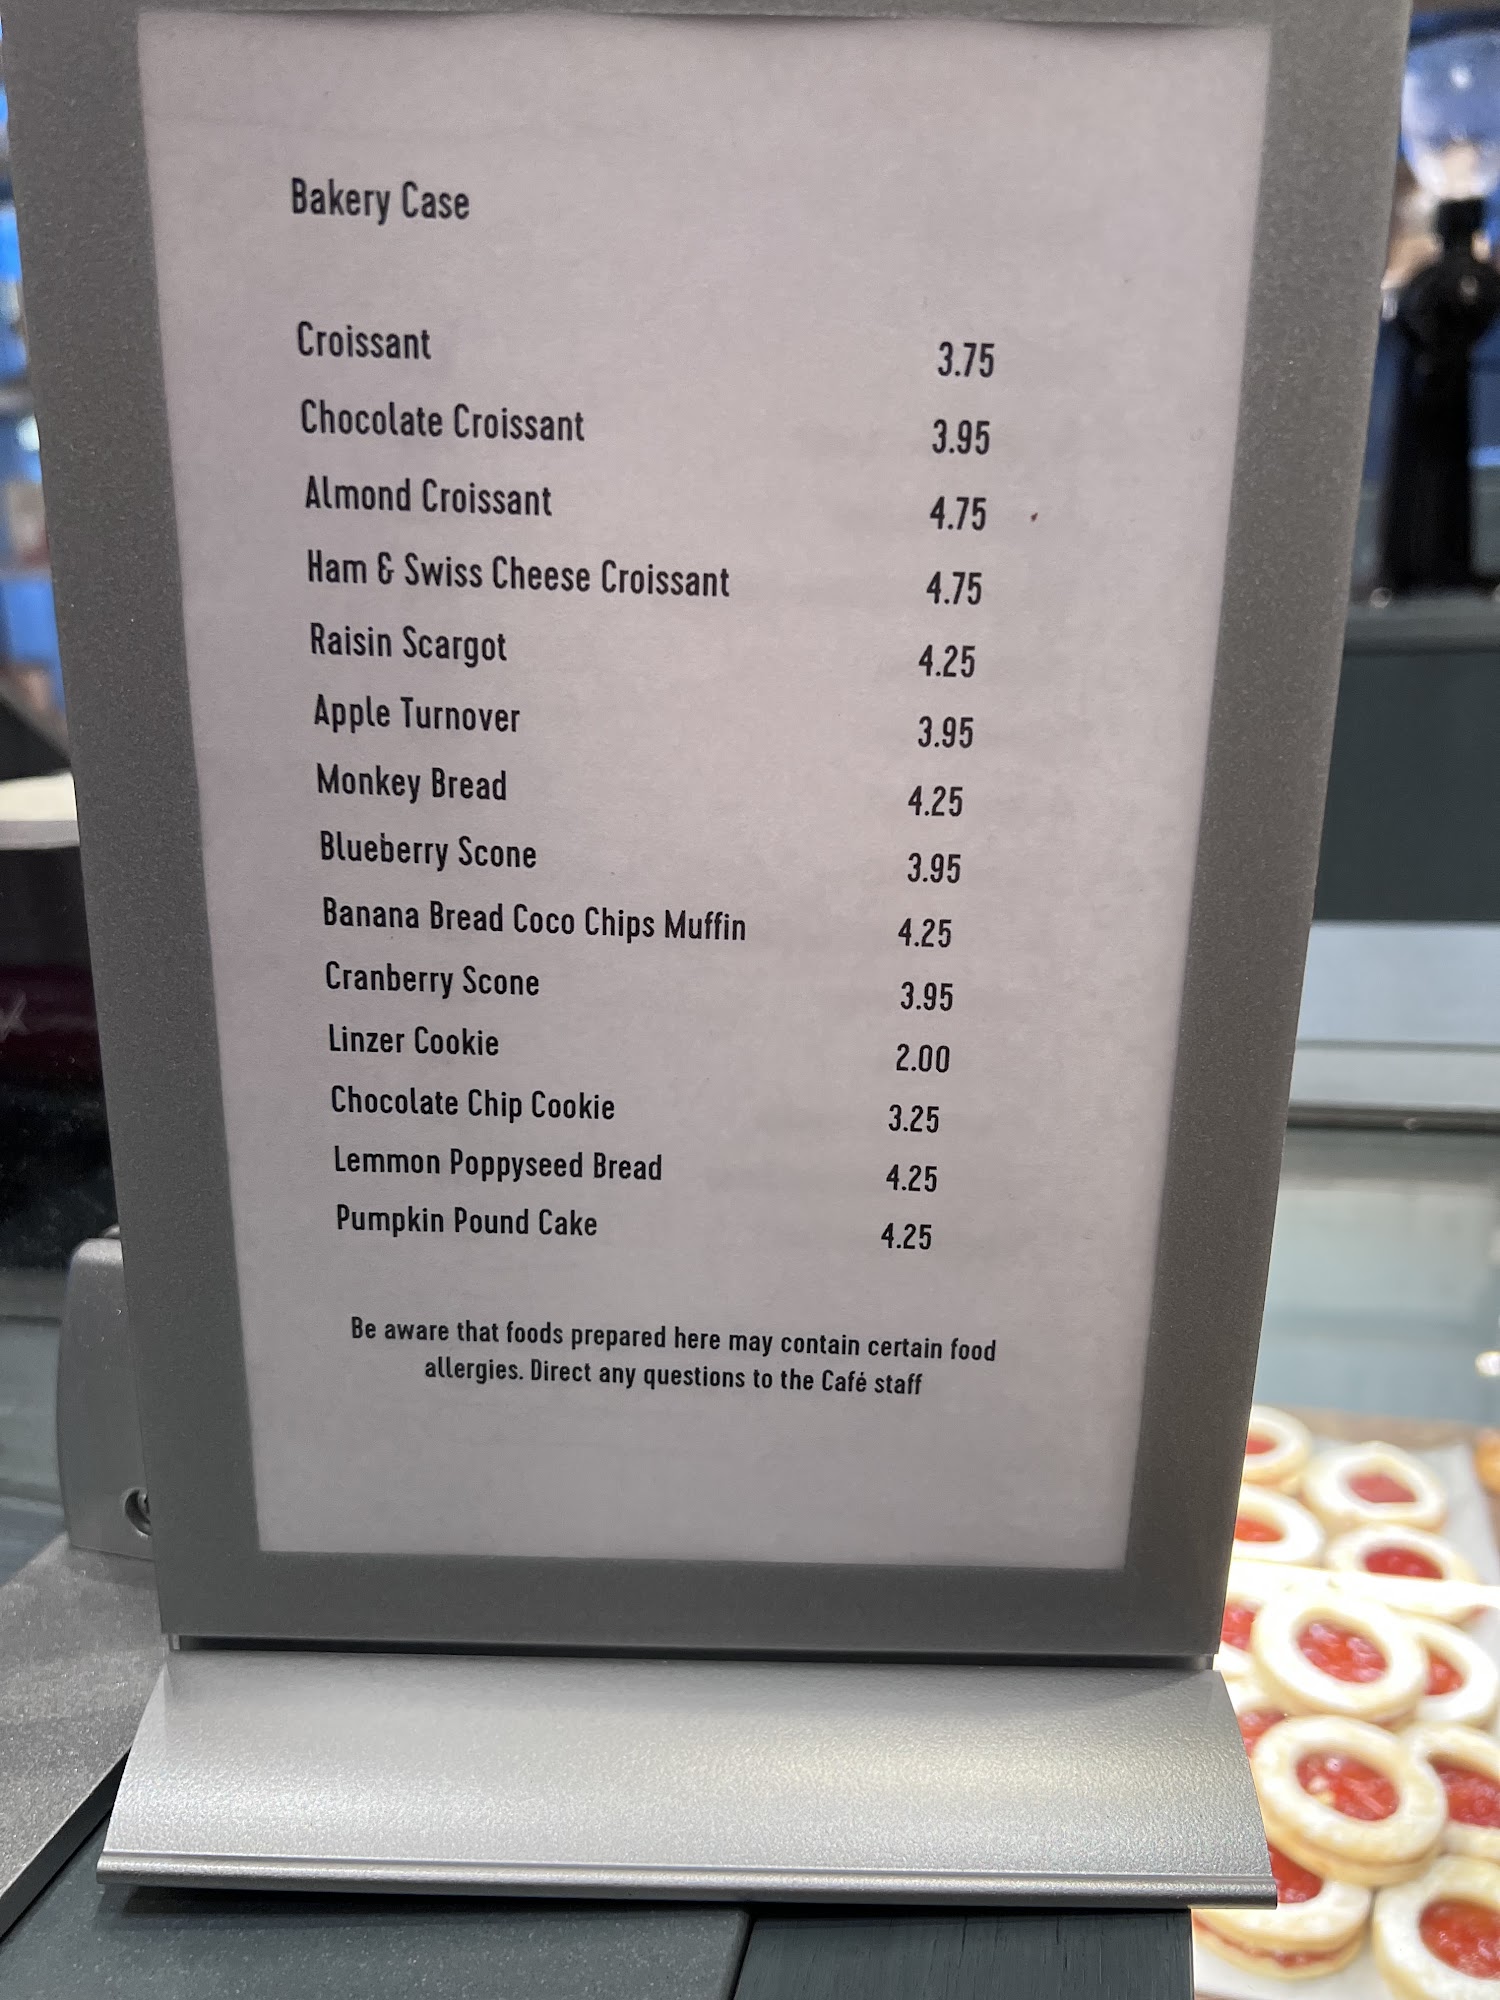 Bakery Case
Croissant 3.75
Chocolate Croissant 3.95
Almond Croissant 4.75
Ham & Swiss Cheese Croissant 4.75
Raisin Scargot 4.25
Apple Turnover 3.95
Monkey Bread 4.25
Blueberry Scone 3.95
Banana Bread Coco Chips Muffin 4.25
Cranberry Scone 3.95
Linzer Cookie 2.00
Chocolate Chip Cookie 3.25
Lemmon Poppyseed Bread 4.25
Pumpkin Pound Cake 4.25
Be aware that foods prepared here may contain certain food
allergies. Direct any questions to the Café staff